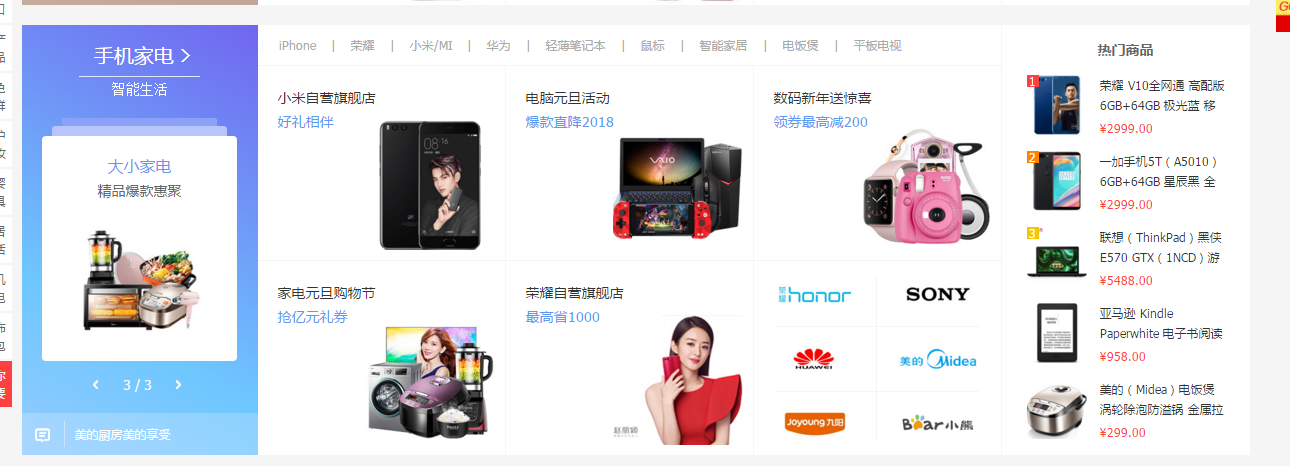 手机家电 >
智能生活
大小家电
精品爆款惠聚
3 / 3
美的厨房美的享受
iPhone | 荣耀 | 小米/MI | 华为 | 轻薄笔记本 | 鼠标 | 智能家居 | 电饭煲 | 平板电视
小米自营旗舰店
好礼相伴
08:16
电脑元旦活动
爆款直降2018
VAIO
数码新年送惊喜
领券最高减200
家电元旦购物节
抢亿元礼券
荣耀自营旗舰店
最高省1000
赵丽颖
荣耀 honor
SONY
HUAWEI
美的 Midea
Joyoung 九阳
Bear 小熊
热门商品
1
荣耀 V10全网通 高配版
6GB+64GB 极光蓝 移
¥2999.00
2
一加手机5T（A5010）
6GB+64GB 星辰黑 全
¥2999.00
3
联想（ThinkPad）黑侠
E570 GTX（1NCD）游
¥5488.00
亚马逊 Kindle
Paperwhite 电子书阅读
¥958.00
美的（Midea）电饭煲
涡轮除泡防溢锅 金属拉
¥299.00